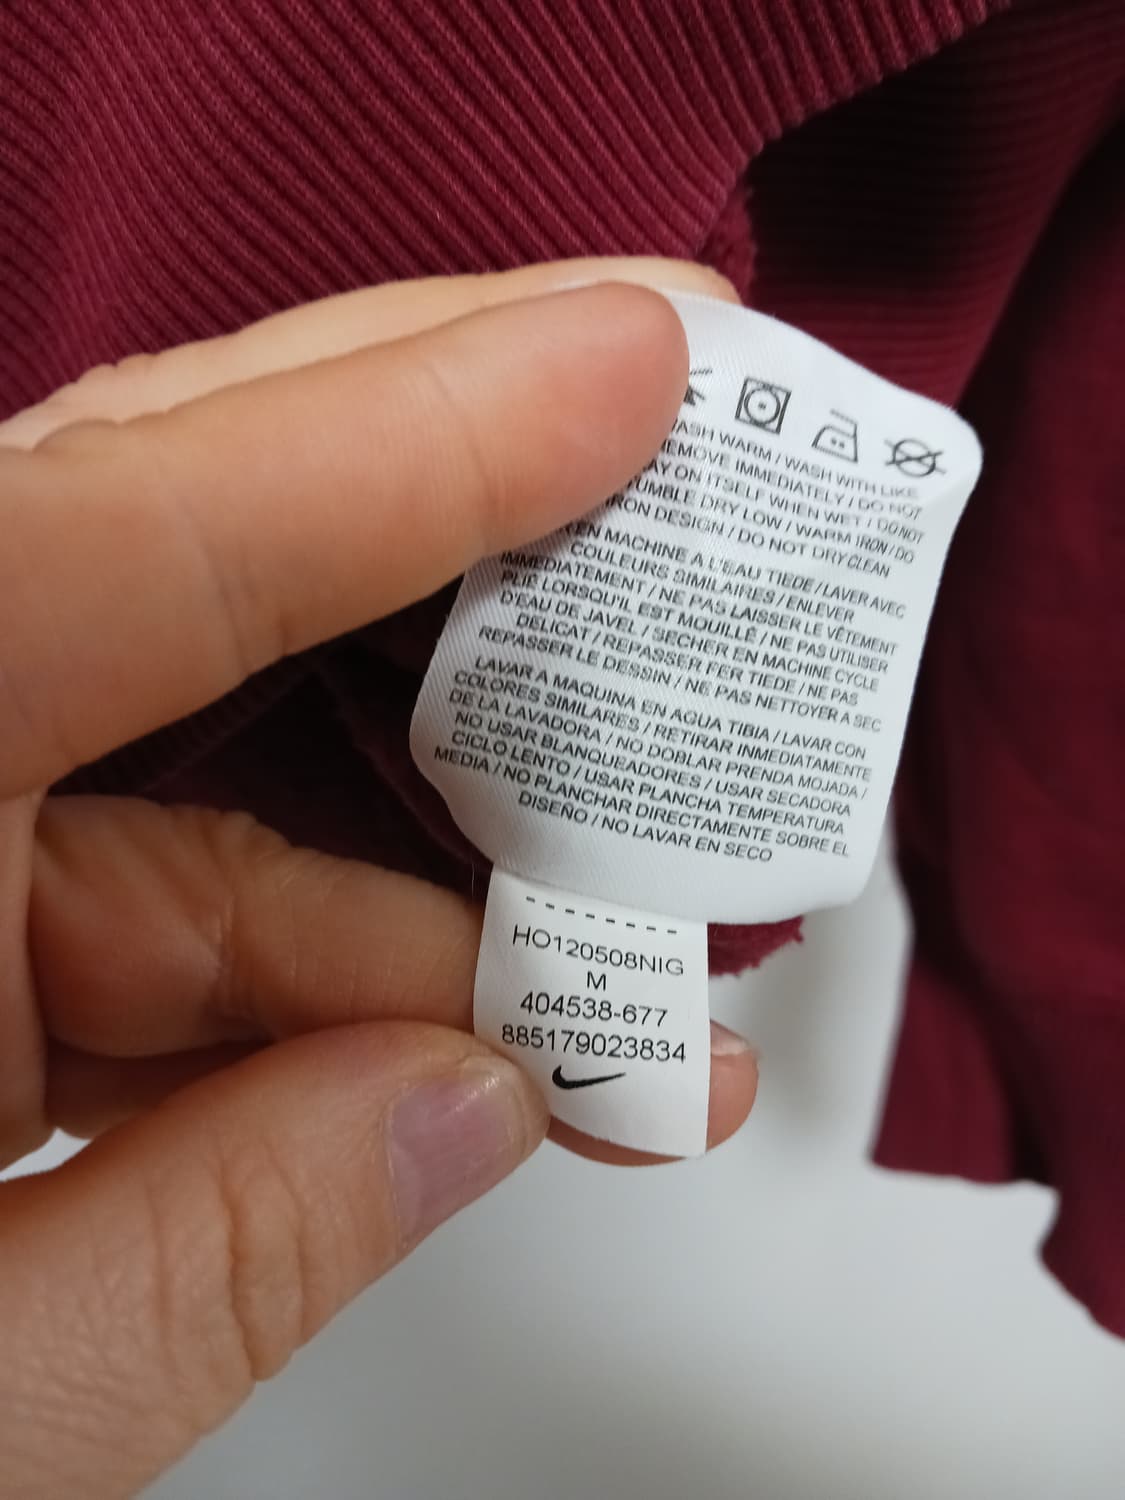 WASH WARM / WASH WITH LIKE
REMOVE IMMEDIATELY / DO NOT
LAY ON ITSELF WHEN WET / DO NOT
TUMBLE DRY LOW / WARM IRON / DO
IRON DESIGN / DO NOT DRY CLEAN
EN MACHINE A L'EAU TIEDE / LAVER AVEC
COULEURS SIMILAIRES / ENLEVER
IMMEDIATEMENT / NE PAS LAISSER LE VÊTEMENT
PLIE LORSQU'IL EST MOUILLÉ / NE PAS UTILISER
D'EAU DE JAVEL / SECHER EN MACHINE CYCLE
DELICAT / REPASSER FER TIEDE / NE PAS
REPASSER LE DESSIN / NE PAS NETTOYER A SEC
LAVAR A MAQUINA EN AGUA TIBIA / LAVAR CON
COLORES SIMILARES / RETIRAR INMEDIATAMENTE
DE LA LAVADORA / NO DOBLAR PRENDA MOJADA /
NO USAR BLANQUEADORES / USAR SECADORA
CICLO LENTO / USAR PLANCHA TEMPERATURA
MEDIA / NO PLANCHAR DIRECTAMENTE SOBRE EL
DISEÑO / NO LAVAR EN SECO
HO120508NIG
M
404538-677
885179023834